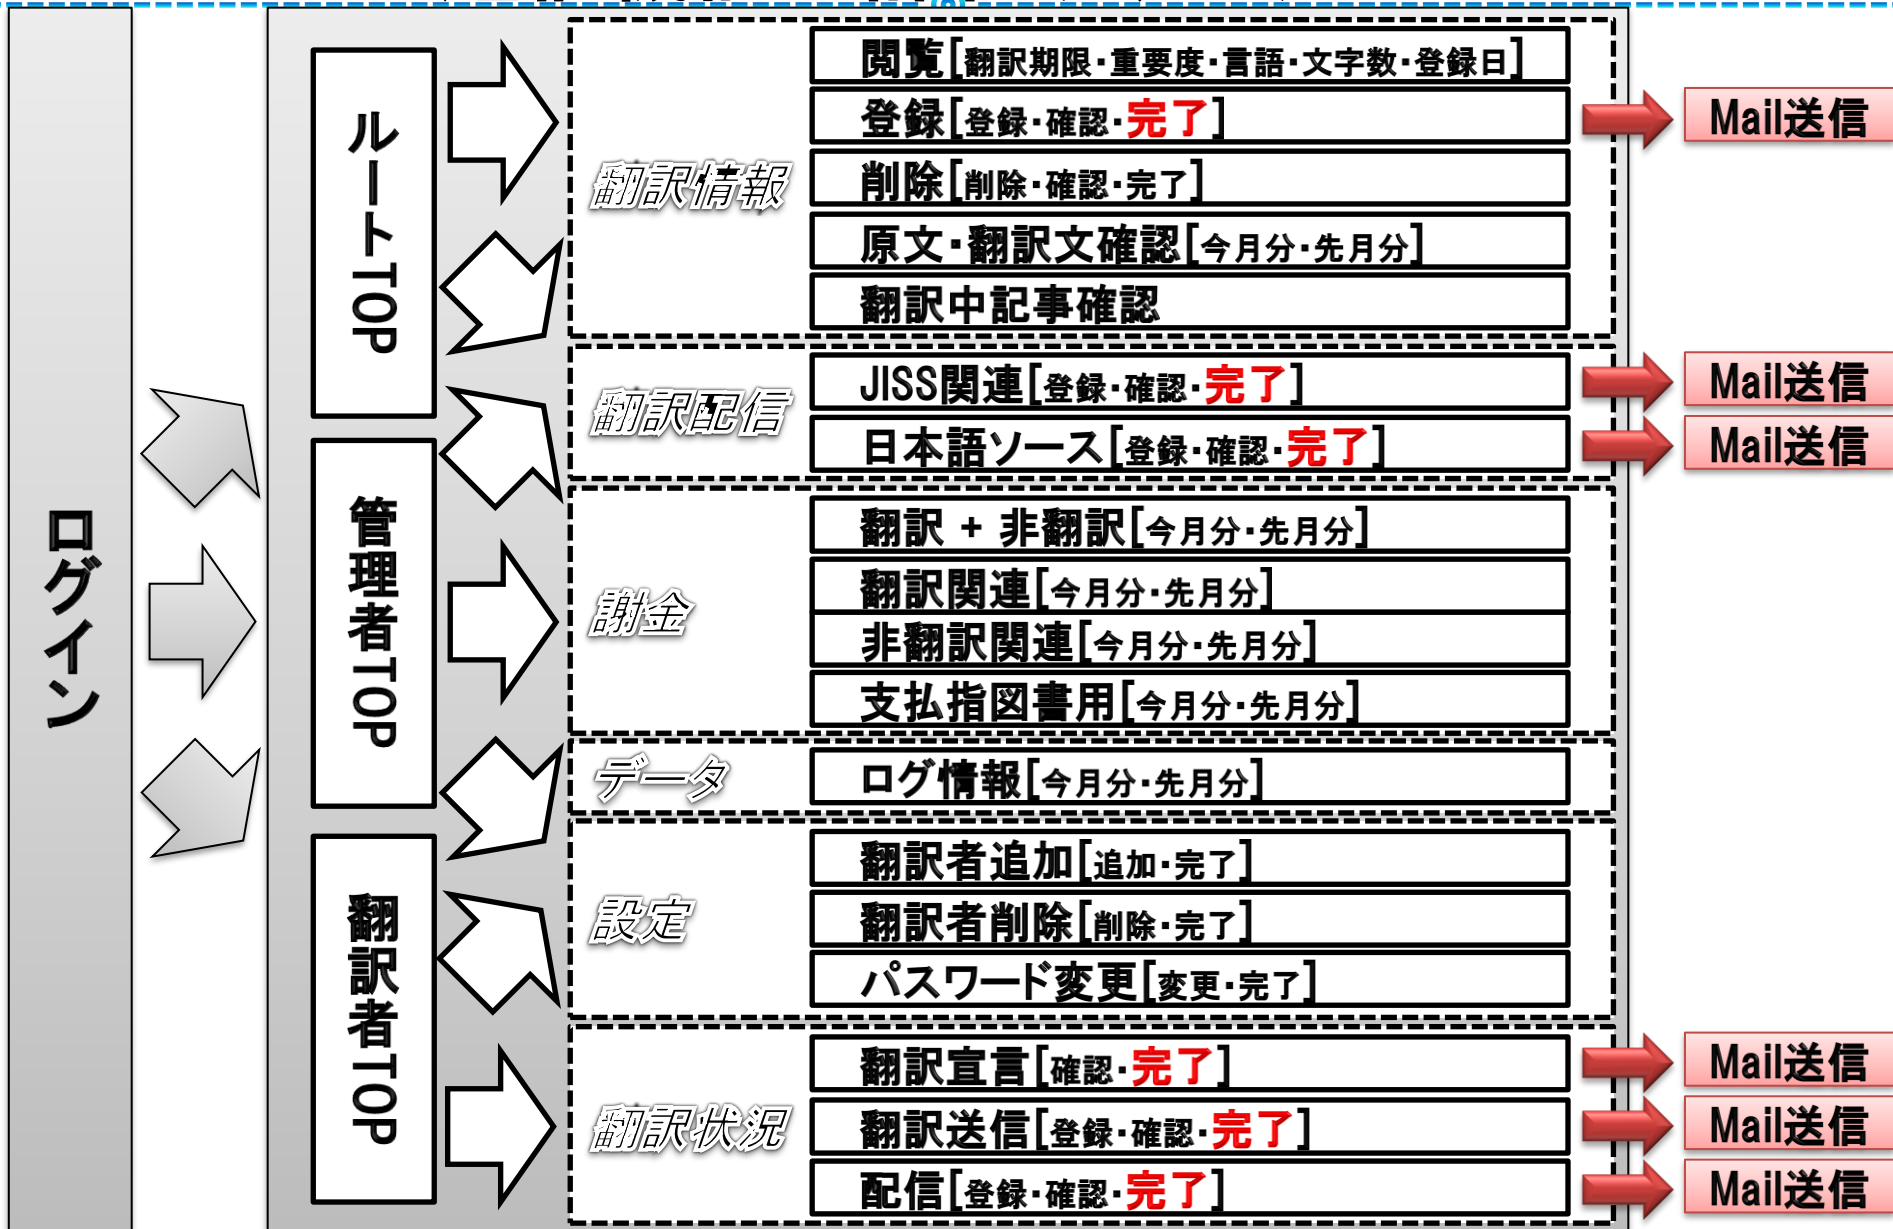 ログイン
ルートTOP
管理者TOP
翻訳者TOP
翻訳情報
閲覧[翻訳期限・重要度・言語・文字数・登録日]
登録[登録・確認・完了]
Mail送信
削除[削除・確認・完了]
原文・翻訳文確認[今月分・先月分]
翻訳中記事確認
翻訳配信
JISS関連[登録・確認・完了]
Mail送信
日本語ソース[登録・確認・完了]
Mail送信
謝金
翻訳 + 非翻訳[今月分・先月分]
翻訳関連[今月分・先月分]
非翻訳関連[今月分・先月分]
支払指図書用[今月分・先月分]
データ
ログ情報[今月分・先月分]
設定
翻訳者追加[追加・完了]
翻訳者削除[削除・完了]
パスワード変更[変更・完了]
翻訳状況
翻訳宣言[確認・完了]
Mail送信
翻訳送信[登録・確認・完了]
Mail送信
配信[登録・確認・完了]
Mail送信